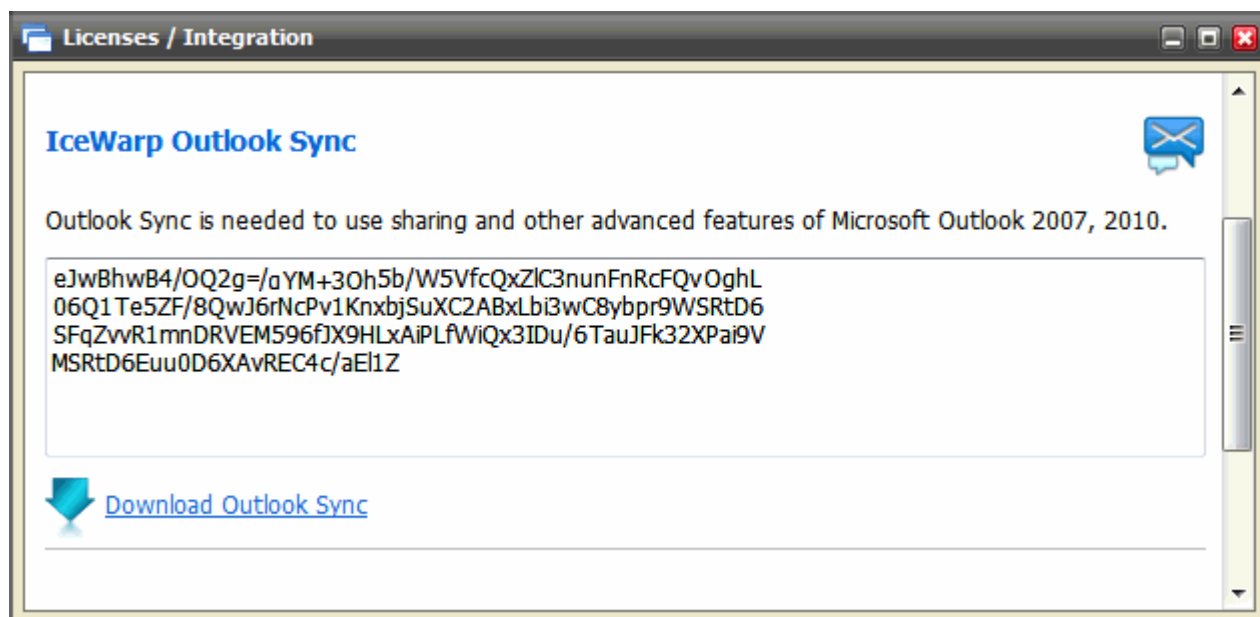 Licenses / Integration
IceWarp Outlook Sync
Outlook Sync is needed to use sharing and other advanced features of Microsoft Outlook 2007, 2010.
eJwBhwB4/OQ2g=/aYM+3Oh5b/W5VfcQxZlC3nunFnRcFQvOghL
06Q1Te5ZF/8QwJ6rNcPv1KnxbjSuXC2ABxLbi3wC8ybpr9WSRtD6
SFqZvvR1mnDRVEM596fJX9HLxAiPLfWiQx3IDu/6TauJFk32XPai9V
MSRtD6Euu0D6XAvREC4c/aEl1Z
Download Outlook Sync